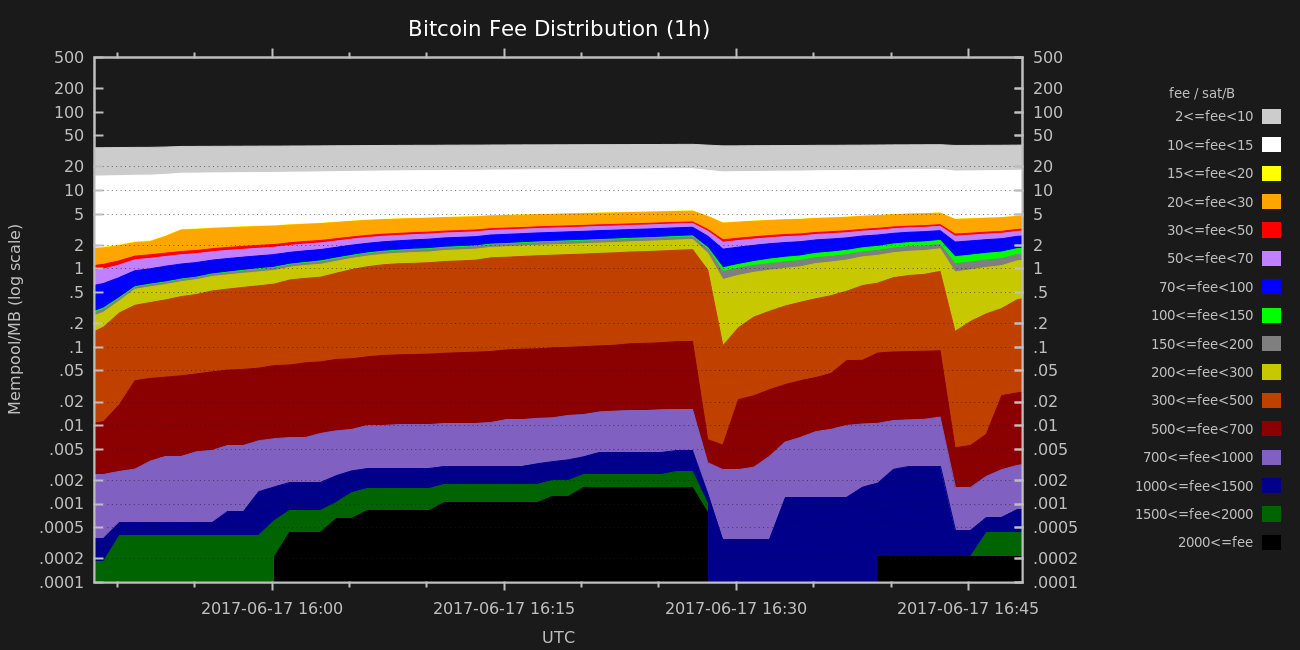 Bitcoin Fee Distribution (1h)
500 500
200 200
100 100
50 50
20 20
10 10
5 5
2 2
1 1
.5 .5
.2 .2
.1 .1
.05 .05
.02 .02
.01 .01
.005 .005
.002 .002
.001 .001
.0005 .0005
.0002 .0002
.0001 .0001
Mempool/MB (log scale)
2017-06-17 16:00 2017-06-17 16:15 2017-06-17 16:30 2017-06-17 16:45
UTC
fee / sat/B
2<=fee<10
10<=fee<15
15<=fee<20
20<=fee<30
30<=fee<50
50<=fee<70
70<=fee<100
100<=fee<150
150<=fee<200
200<=fee<300
300<=fee<500
500<=fee<700
700<=fee<1000
1000<=fee<1500
1500<=fee<2000
2000<=fee